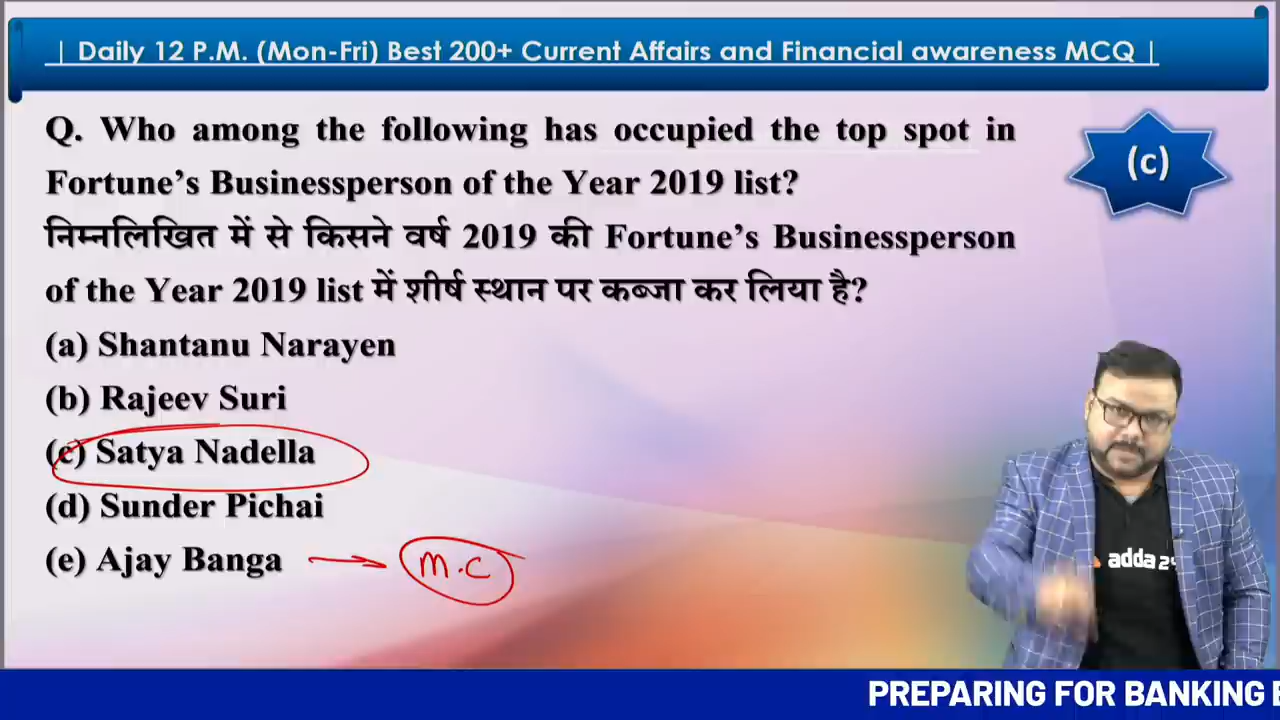 | Daily 12 P.M. (Mon-Fri) Best 200+ Current Affairs and Financial awareness MCQ |
Q. Who among the following has occupied the top spot in
Fortune’s Businessperson of the Year 2019 list?
(c)
निम्नलिखित में से किसने वर्ष 2019 की Fortune’s Businessperson
of the Year 2019 list में शीर्ष स्थान पर कब्जा कर लिया है?
(a) Shantanu Narayen
(b) Rajeev Suri
(c) Satya Nadella
(d) Sunder Pichai
(e) Ajay Banga
M.C
adda 2
PREPARING FOR BANKING